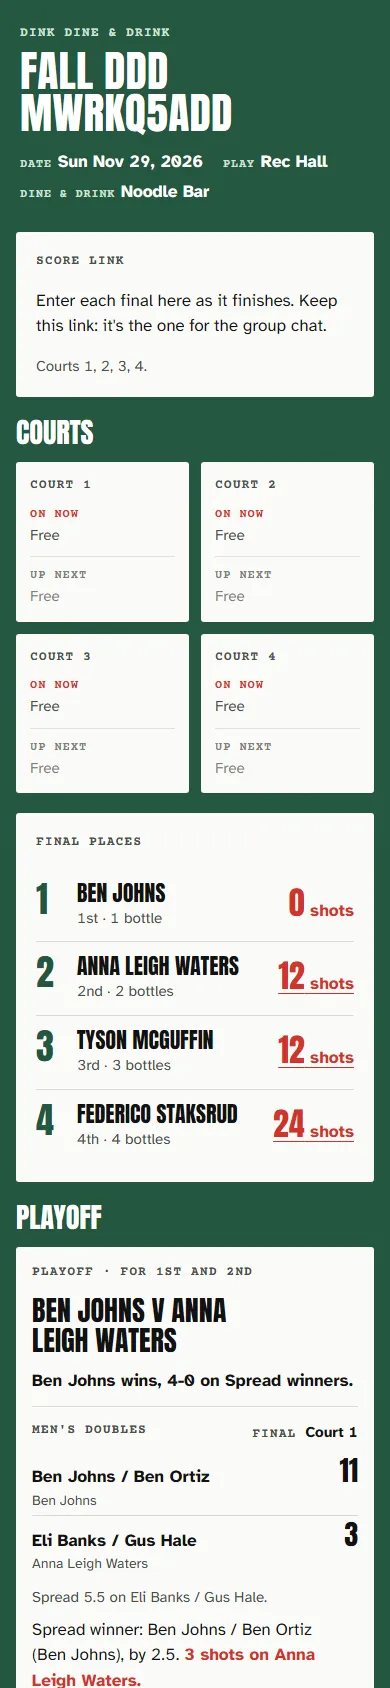 DINK DINE & DRINK
FALL DDD
MWRKQ5ADD
DATE Sun Nov 29, 2026 PLAY Rec Hall
DINE & DRINK Noodle Bar
SCORE LINK
Enter each final here as it finishes. Keep
this link: it's the one for the group chat.
Courts 1, 2, 3, 4.
COURTS
COURT 1
ON NOW
Free
UP NEXT
Free
COURT 2
ON NOW
Free
UP NEXT
Free
COURT 3
ON NOW
Free
UP NEXT
Free
COURT 4
ON NOW
Free
UP NEXT
Free
FINAL PLACES
1 BEN JOHNS 0 shots
1st · 1 bottle
2 ANNA LEIGH WATERS 12 shots
2nd · 2 bottles
3 TYSON MCGUFFIN 12 shots
3rd · 3 bottles
4 FEDERICO STAKSRUD 24 shots
4th · 4 bottles
PLAYOFF
PLAYOFF · FOR 1ST AND 2ND
BEN JOHNS V ANNA
LEIGH WATERS
Ben Johns wins, 4-0 on Spread winners.
MEN'S DOUBLES FINAL Court 1
Ben Johns / Ben Ortiz 11
Ben Johns
Eli Banks / Gus Hale 3
Anna Leigh Waters
Spread 5.5 on Eli Banks / Gus Hale.
Spread winner: Ben Johns / Ben Ortiz
(Ben Johns), by 2.5. 3 shots on Anna
Leigh Waters.